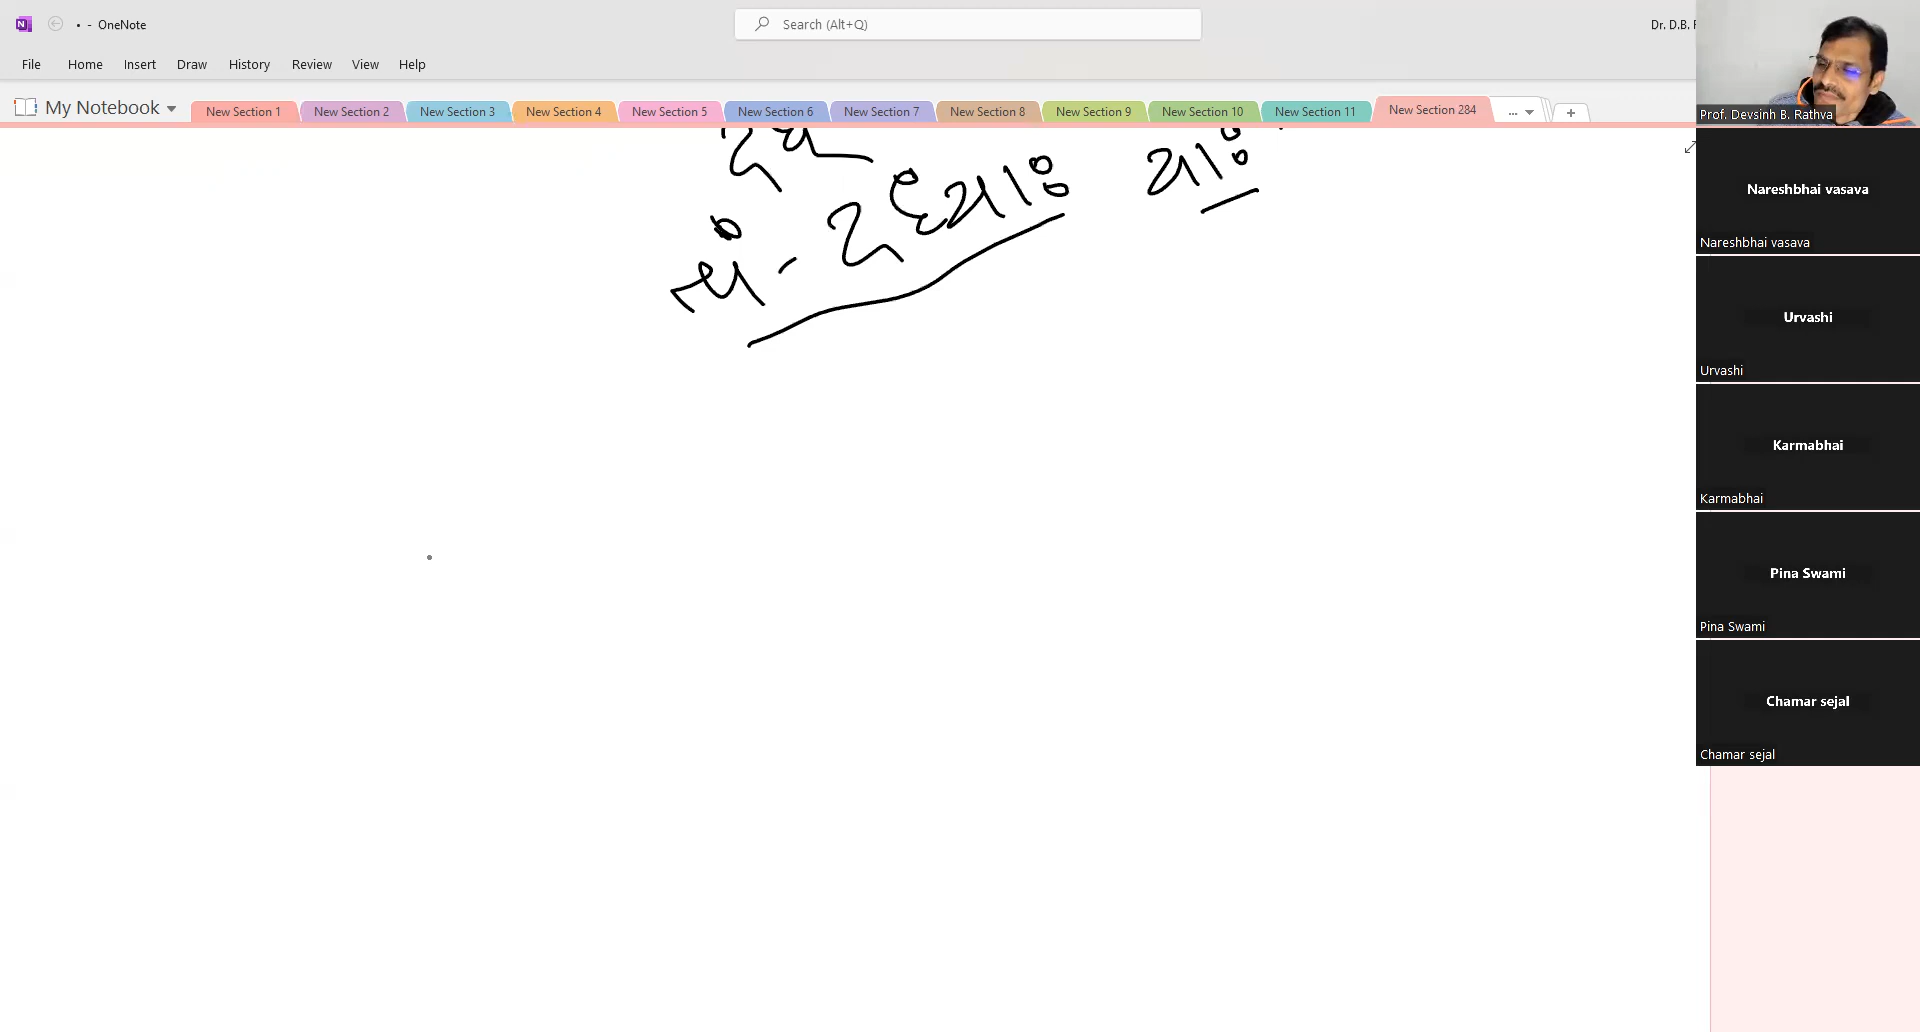 - OneNote
Search (Alt+Q)
Dr. D.B.
File Home Insert Draw History Review View Help
My Notebook New Section 1 New Section 2 New Section 3 New Section 4 New Section 5 New Section 6 New Section 7 New Section 8 New Section 9 New Section 10 New Section 11 New Section 284 ... +
Prof. Devsinh B. Rathva
Nareshbhai vasava
Nareshbhai vasava
Urvashi
Urvashi
Karmabhai
Karmabhai
Pina Swami
Pina Swami
Chamar sejal
Chamar sejal